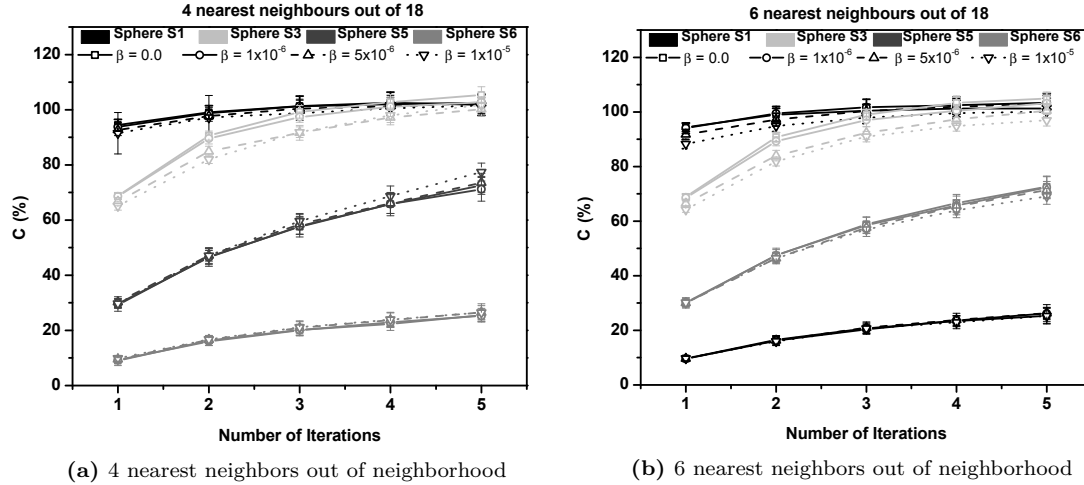 4 nearest neighbours out of 18
Sphere S1 Sphere S3 Sphere S5 Sphere S6
β = 0.0 β = 1x10⁻⁶ β = 5x10⁻⁶ β = 1x10⁻⁵
120
100
80
60
40
20
0
C (%)
1 2 3 4 5
Number of Iterations
(a) 4 nearest neighbors out of neighborhood
6 nearest neighbours out of 18
Sphere S1 Sphere S3 Sphere S5 Sphere S6
β = 0.0 β = 1x10⁻⁶ β = 5x10⁻⁶ β = 1x10⁻⁵
120
100
80
60
40
20
0
C (%)
1 2 3 4 5
Number of Iterations
(b) 6 nearest neighbors out of neighborhood